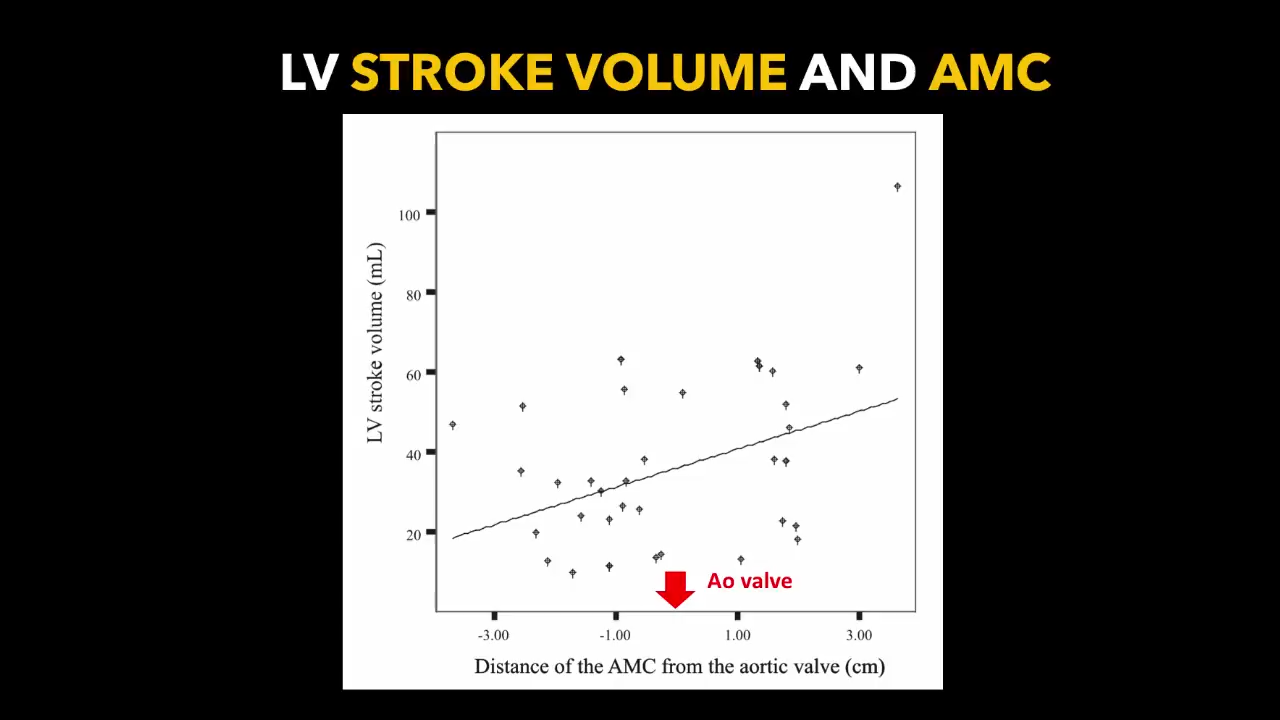 LV STROKE VOLUME AND AMC
LV stroke volume (mL)
100
80
60
40
20
Ao valve
-3.00
-1.00
1.00
3.00
Distance of the AMC from the aortic valve (cm)